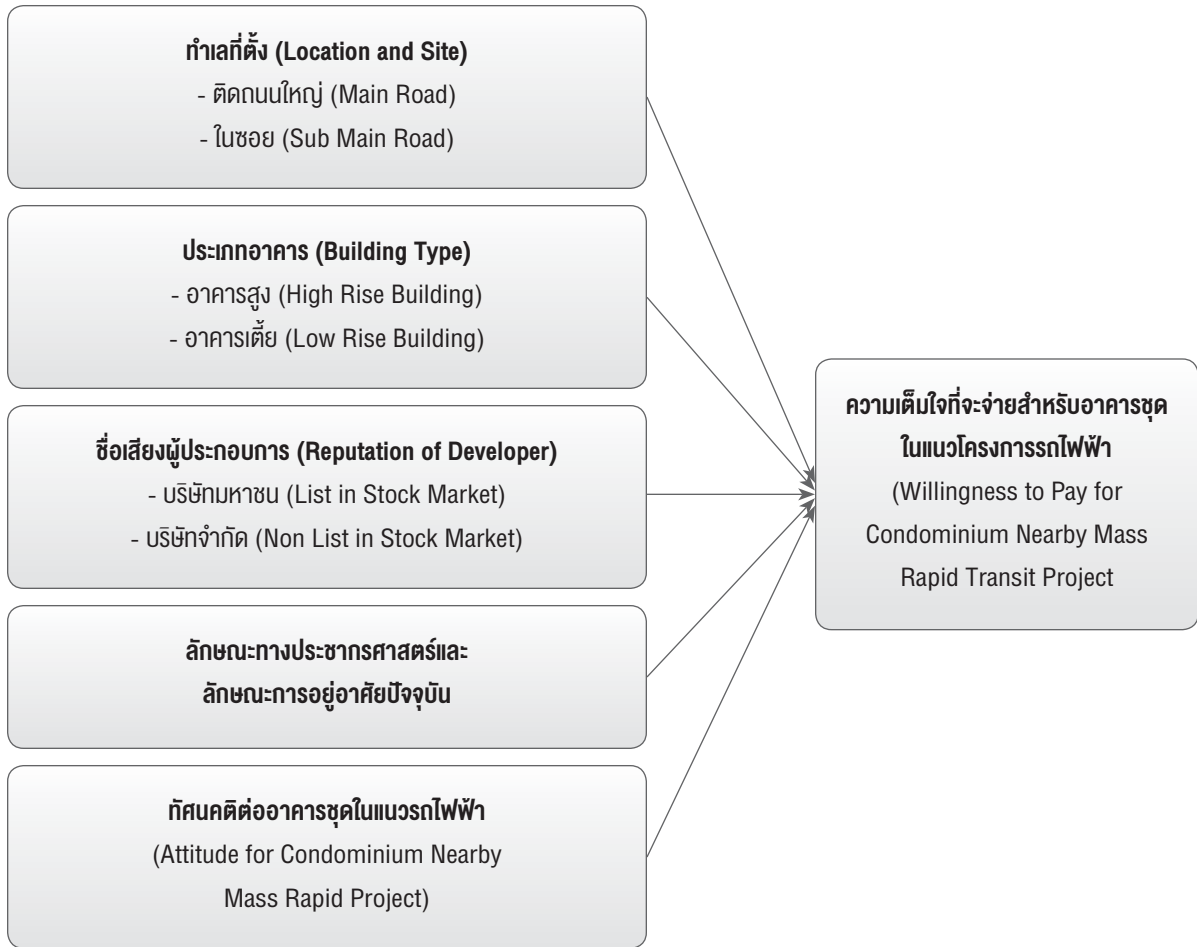 ทำเลที่ตั้ง (Location and Site)
- ติดถนนใหญ่ (Main Road)
- ในซอย (Sub Main Road)
ประเภทอาคาร (Building Type)
- อาคารสูง (High Rise Building)
- อาคารเตี้ย (Low Rise Building)
ชื่อเสียงผู้ประกอบการ (Reputation of Developer)
- บริษัทมหาชน (List in Stock Market)
- บริษัทจำกัด (Non List in Stock Market)
ลักษณะทางประชากรศาสตร์และ
ลักษณะการอยู่อาศัยปัจจุบัน
ทัศนคติต่ออาคารชุดในแนวรถไฟฟ้า
(Attitude for Condominium Nearby
Mass Rapid Project)
ความเต็มใจที่จะจ่ายสำหรับอาคารชุด
ในแนวโครงการรถไฟฟ้า
(Willingness to Pay for
Condominium Nearby Mass
Rapid Transit Project